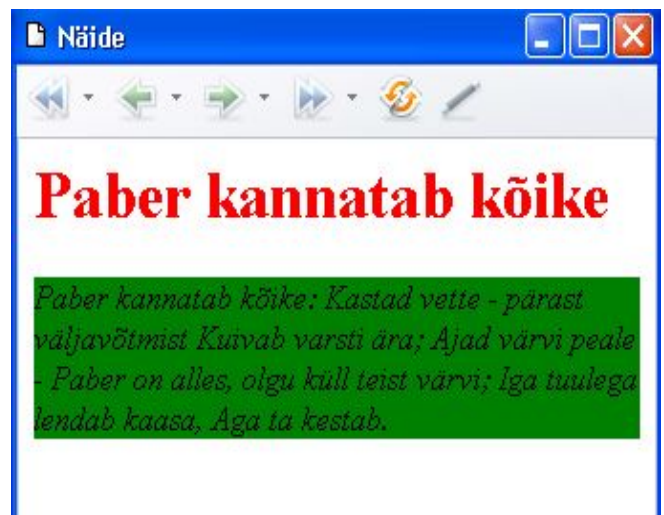 Näide
Paber kannatab kõike
Paber kannatab kõike: Kastad vette - pärast
väljavõtmist Kuivab varsti ära; Ajad värvi peale
- Paber on alles, olgu küll teist värvi; Iga tuulega
lendab kaasa, Aga ta kestab.